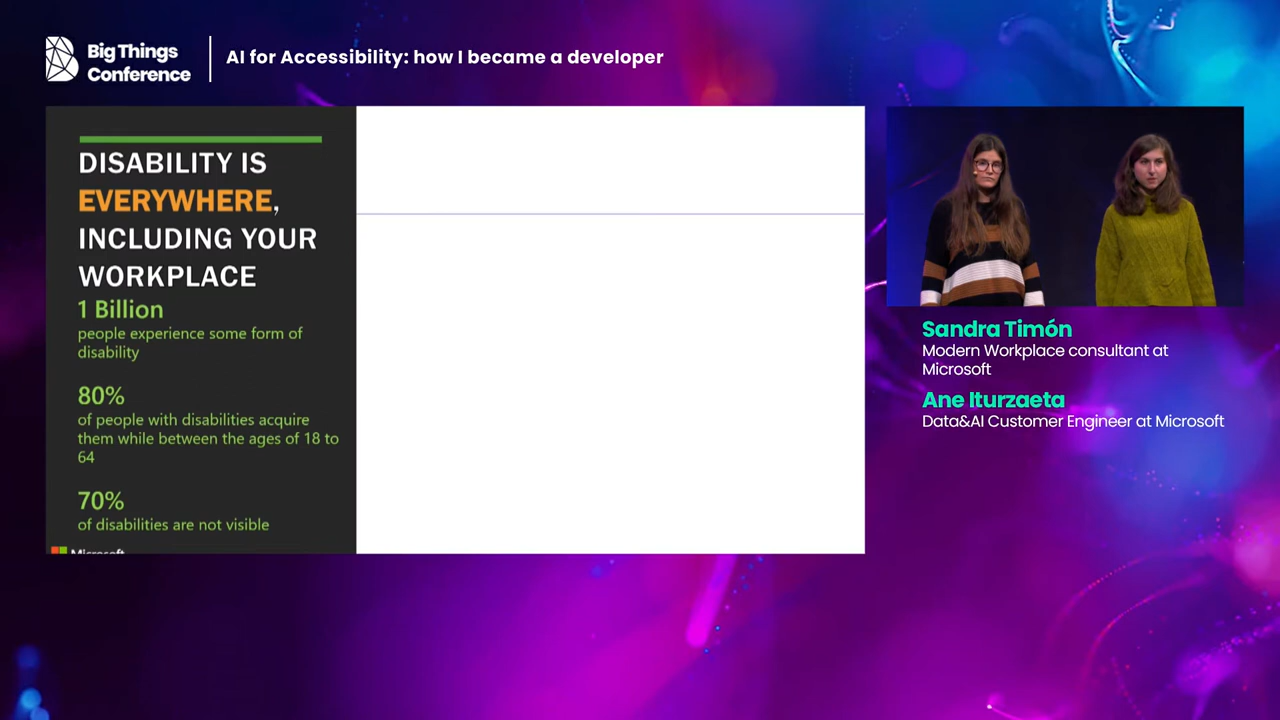 Big Things
Conference
AI for Accessibility: how I became a developer
DISABILITY IS
EVERYWHERE,
INCLUDING YOUR
WORKPLACE
1 Billion
people experience some form of
disability
80%
of people with disabilities acquire
them while between the ages of 18 to
64
70%
of disabilities are not visible
Microsoft
Sandra Timón
Modern Workplace consultant at
Microsoft
Ane Iturzaeta
Data&AI Customer Engineer at Microsoft